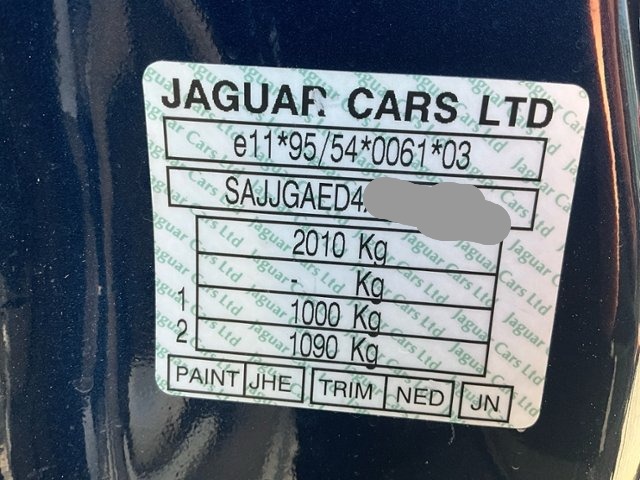 JAGUAR CARS LTD
e11*95/54*0061*03
SAJJGAED4
2010 Kg
- Kg
1 1000 Kg
2 1090 Kg
PAINT JHE TRIM NED JN